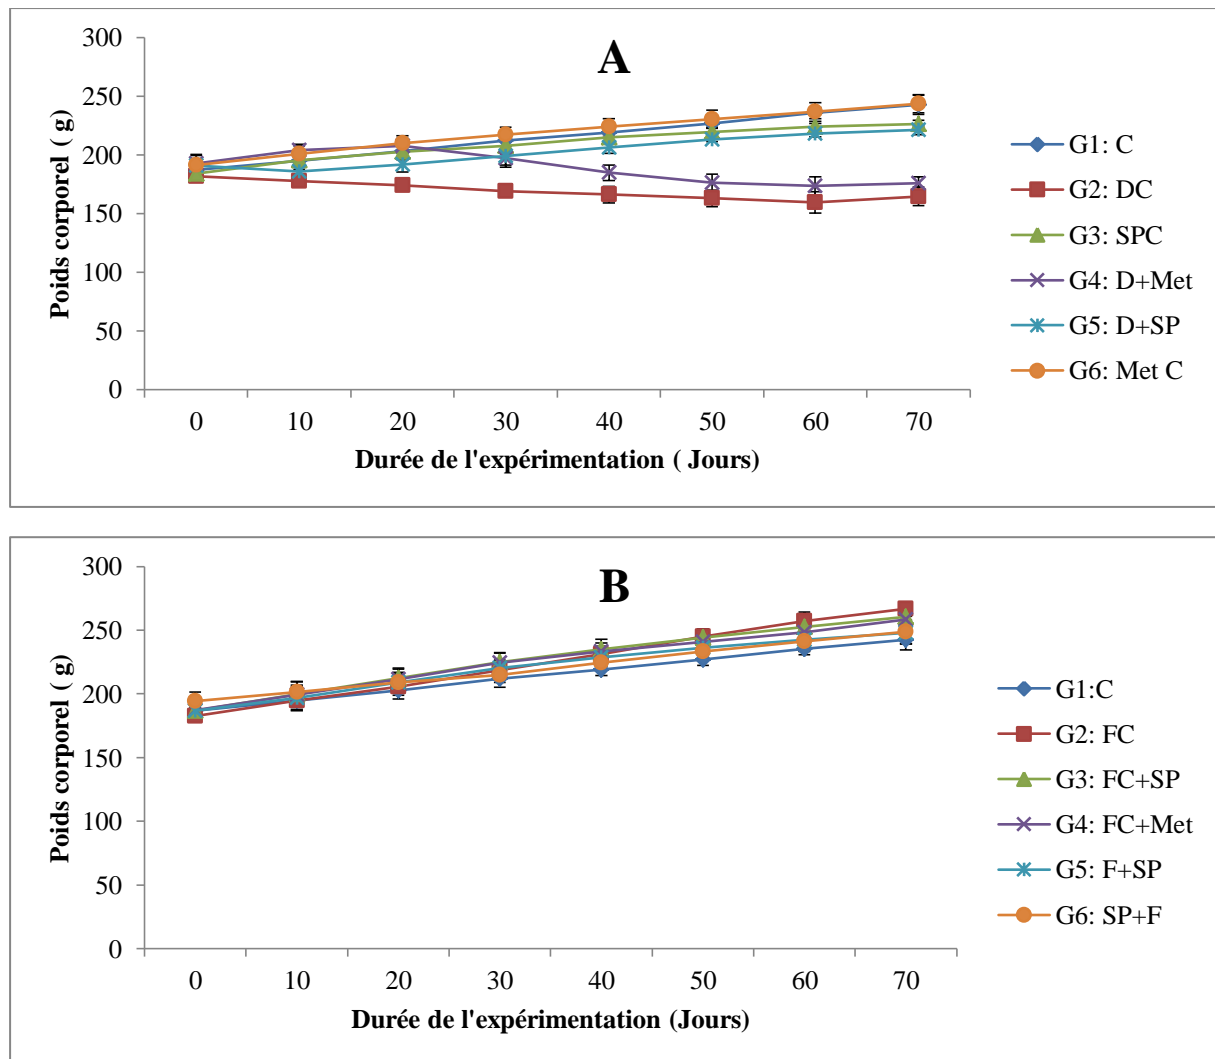 A
300
250
200
150
100
50
0
Poids corporel ( g)
0 10 20 30 40 50 60 70
Durée de l'expérimentation ( Jours)
G1: C
G2: DC
G3: SPC
G4: D+Met
G5: D+SP
G6: Met C
B
300
250
200
150
100
50
0
Poids corporel ( g)
0 10 20 30 40 50 60 70
Durée de l'expérimentation (Jours)
G1:C
G2: FC
G3: FC+SP
G4: FC+Met
G5: F+SP
G6: SP+F